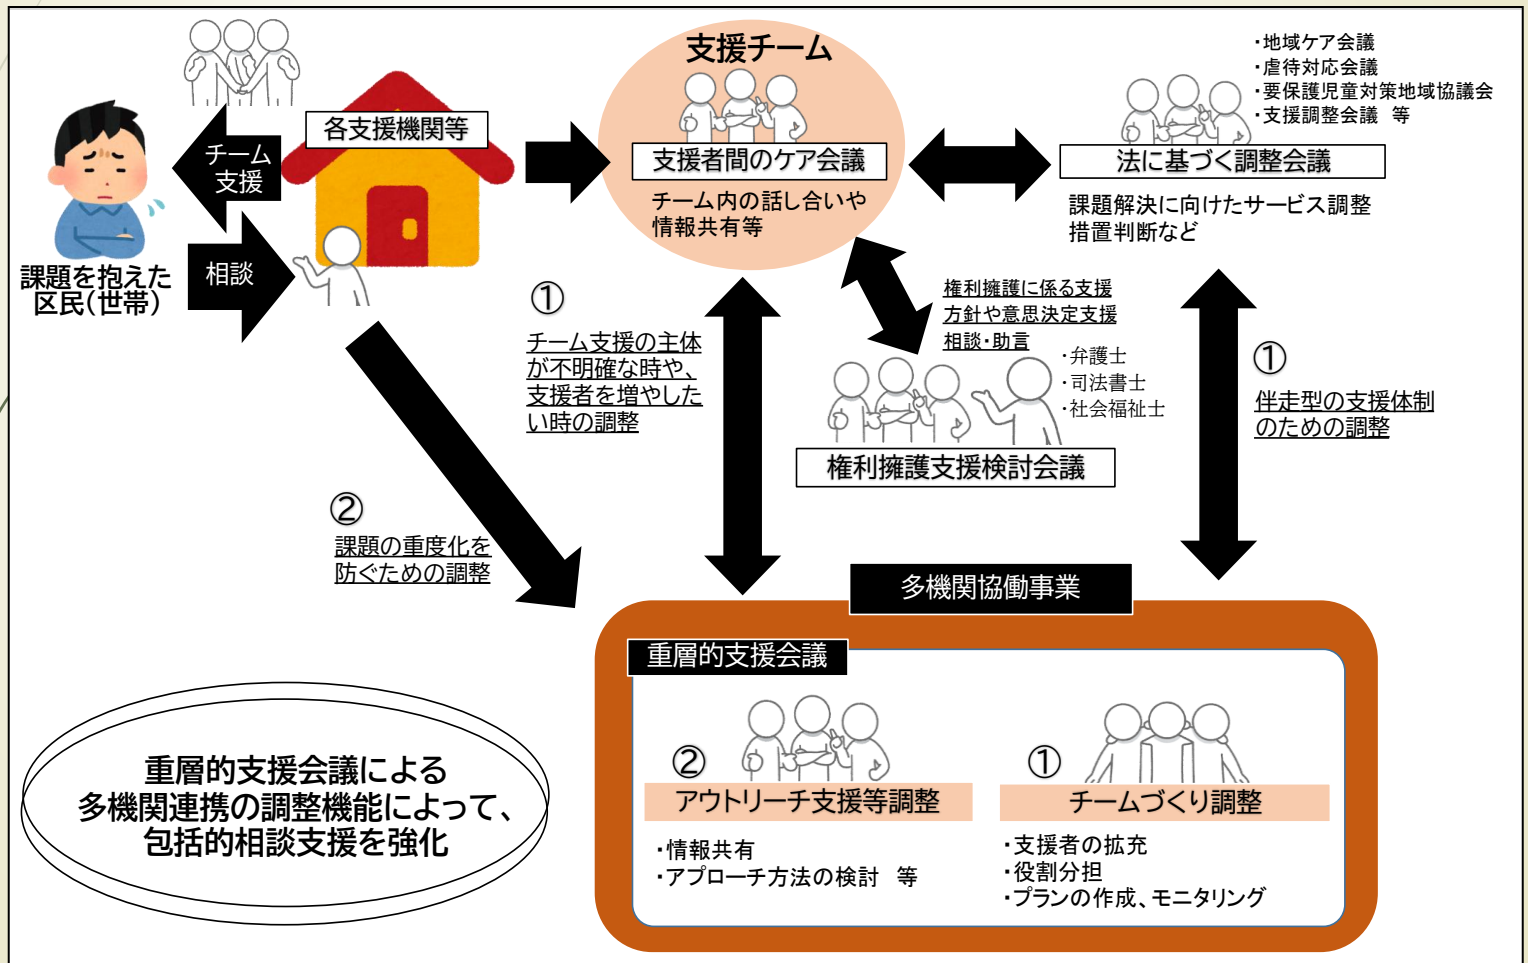 支援チーム
・地域ケア会議
・虐待対応会議
・要保護児童対策地域協議会
・支援調整会議　等
各支援機関等
支援者間のケア会議
法に基づく調整会議
チーム
支援
チーム内の話し合いや
情報共有等
課題解決に向けたサービス調整
措置判断など
相談
課題を抱えた
区民（世帯）
①
チーム支援の主体
が不明確な時や、
支援者を増やした
い時の調整
権利擁護に係る支援
方針や意思決定支援
相談・助言
・弁護士
・司法書士
・社会福祉士
権利擁護支援検討会議
①
伴走型の支援体制
のための調整
②
課題の重度化を
防ぐための調整
多機関協働事業
重層的支援会議
②
アウトリーチ支援等調整
・情報共有
・アプローチ方法の検討　等
①
チームづくり調整
・支援者の拡充
・役割分担
・プランの作成、モニタリング
重層的支援会議による
多機関連携の調整機能によって、
包括的相談支援を強化